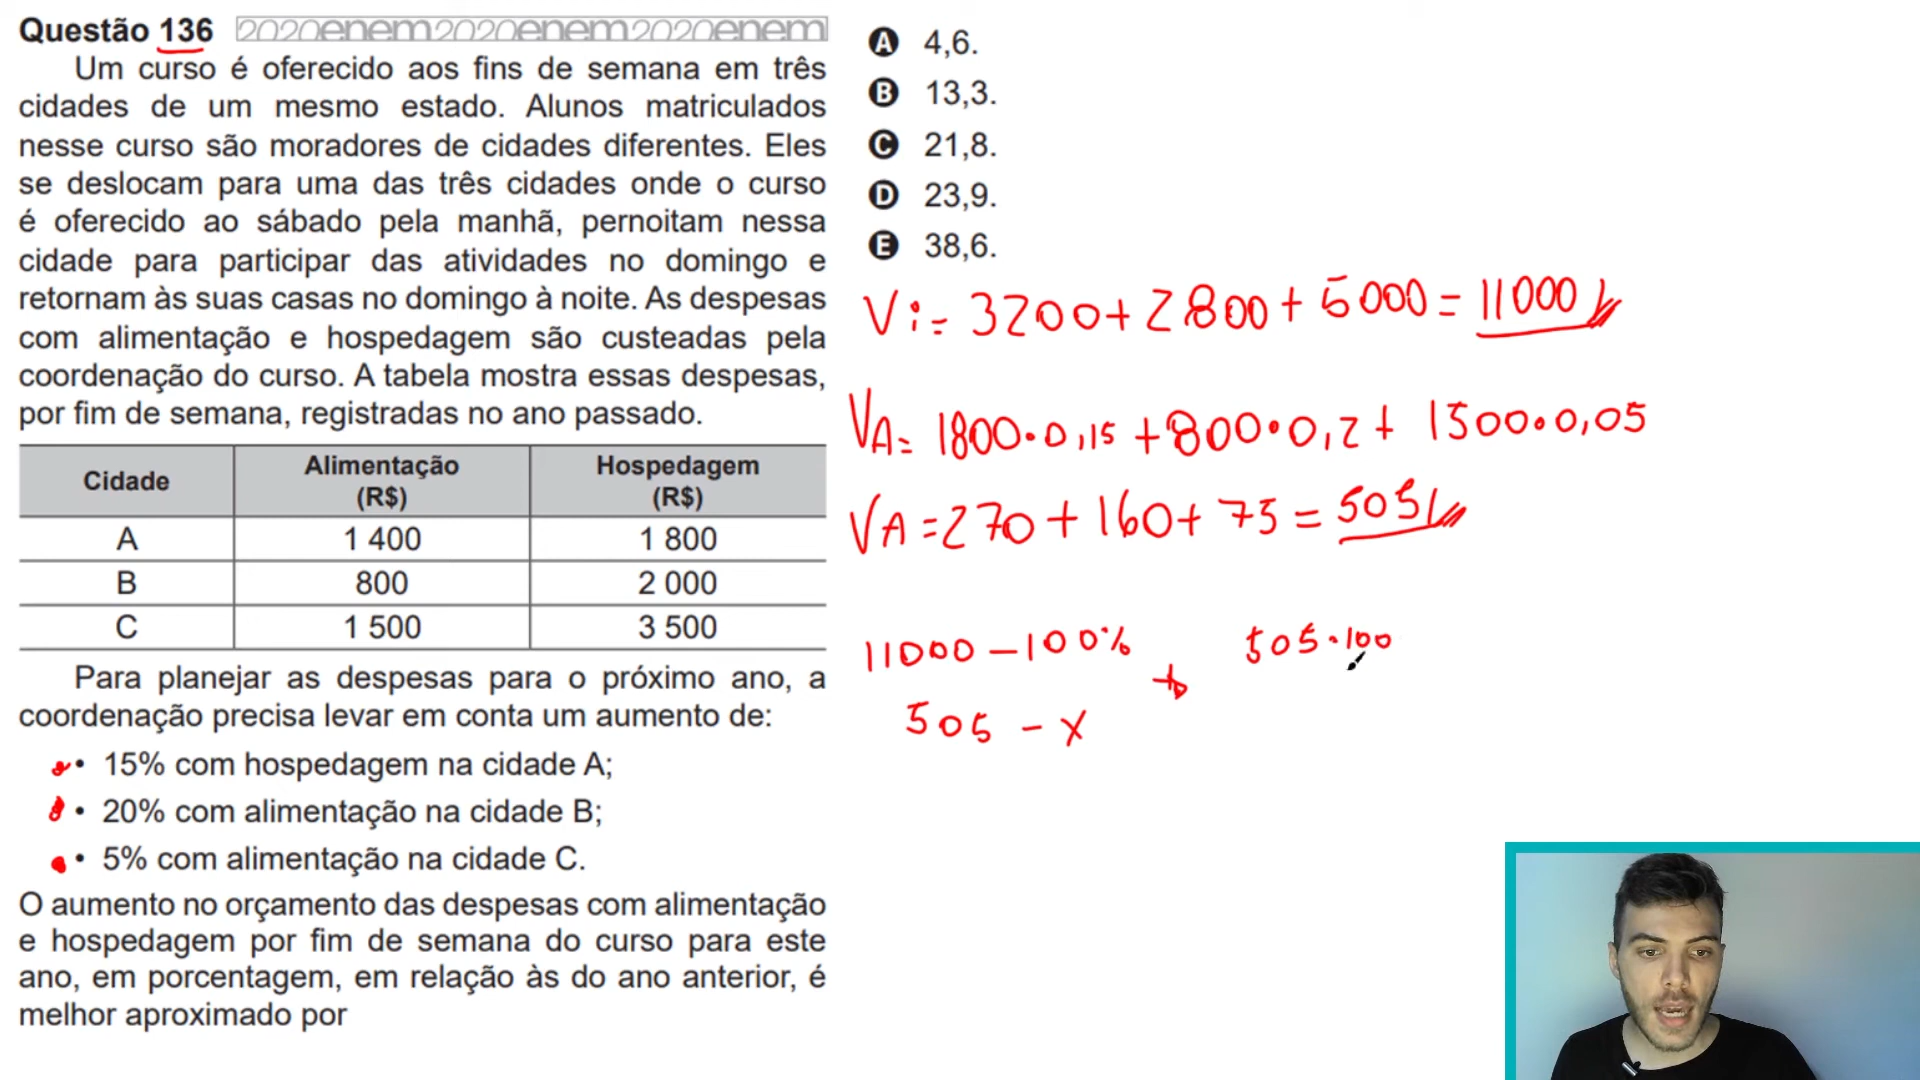 Questão 136 2020enem2020enem2020enem
Um curso é oferecido aos fins de semana em três
cidades de um mesmo estado. Alunos matriculados
nesse curso são moradores de cidades diferentes. Eles
se deslocam para uma das três cidades onde o curso
é oferecido ao sábado pela manhã, pernoitam nessa
cidade para participar das atividades no domingo e
retornam às suas casas no domingo à noite. As despesas
com alimentação e hospedagem são custeadas pela
coordenação do curso. A tabela mostra essas despesas,
por fim de semana, registradas no ano passado.
Cidade Alimentação (R$) Hospedagem (R$)
A 1 400 1 800
B 800 2 000
C 1 500 3 500
Para planejar as despesas para o próximo ano, a
coordenação precisa levar em conta um aumento de:
• 15% com hospedagem na cidade A;
• 20% com alimentação na cidade B;
• 5% com alimentação na cidade C.
O aumento no orçamento das despesas com alimentação
e hospedagem por fim de semana do curso para este
ano, em porcentagem, em relação às do ano anterior, é
melhor aproximado por
A 4,6.
B 13,3.
C 21,8.
D 23,9.
E 38,6.
Vi = 3200 + 2800 + 5000 = 11000
VA = 1800 • 0,15 + 800 • 0,2 + 1500 • 0,05
VA = 270 + 160 + 75 = 505
11000 – 100%
505 – X
505 • 100